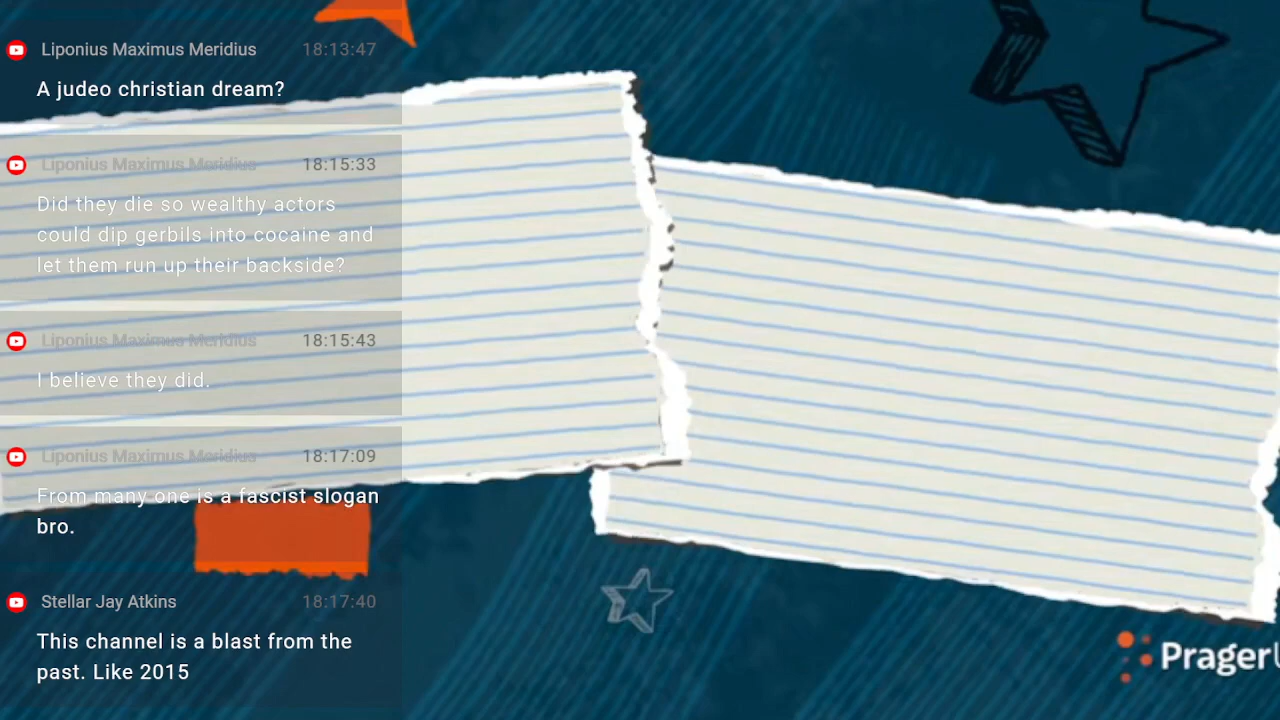 Liponius Maximus Meridius 18:13:47
A judeo christian dream?
Liponius Maximus Meridius 18:15:33
Did they die so wealthy actors
could dip gerbils into cocaine and
let them run up their backside?
Liponius Maximus Meridius 18:15:43
I believe they did.
Liponius Maximus Meridius 18:17:09
From many one is a fascist slogan
bro.
Stellar Jay Atkins 18:17:40
This channel is a blast from the
past. Like 2015
PragerU